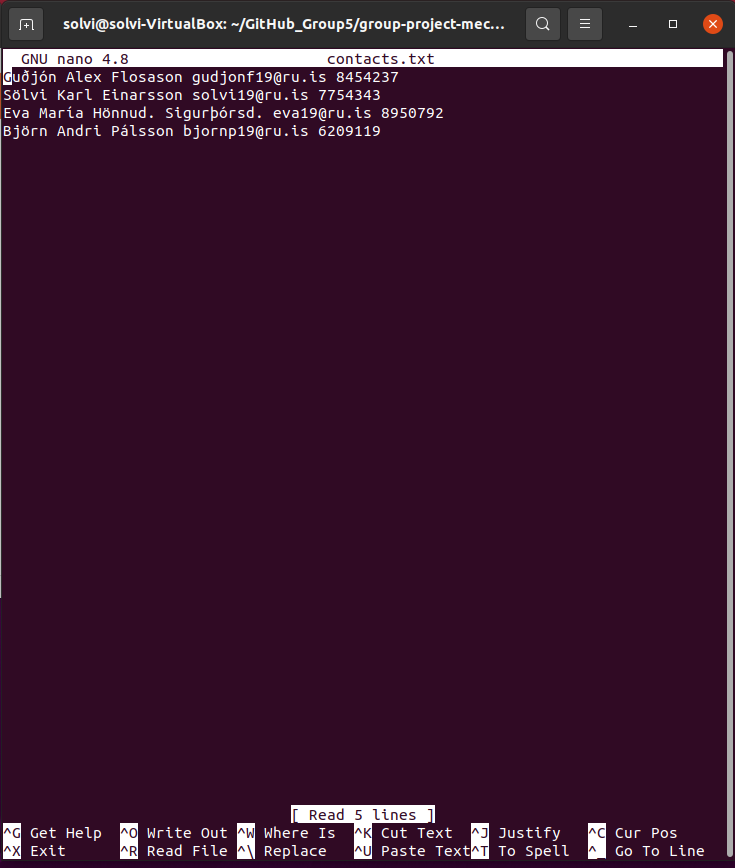 solvi@solvi-VirtualBox: ~/GitHub_Group5/group-project-mec...
GNU nano 4.8 contacts.txt
Guðjón Alex Flosason gudjonf19@ru.is 8454237
Sölvi Karl Einarsson solvi19@ru.is 7754343
Eva María Hönnud. Sigurþórsd. eva19@ru.is 8950792
Björn Andri Pálsson bjornp19@ru.is 6209119
[ Read 5 lines ]
^G Get Help ^O Write Out ^W Where Is ^K Cut Text ^J Justify ^C Cur Pos
^X Exit ^R Read File ^\ Replace ^U Paste Text ^T To Spell ^_ Go To Line